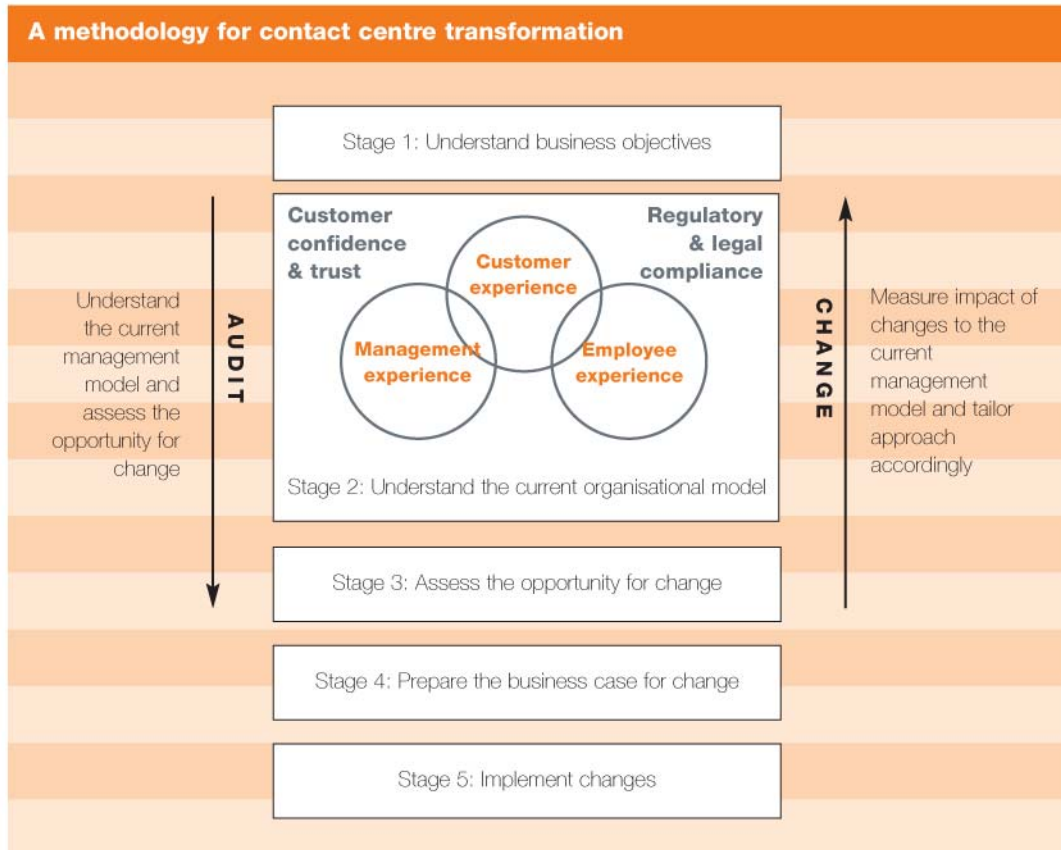 A methodology for contact centre transformation
Stage 1: Understand business objectives
Customer
confidence
& trust
Regulatory
& legal
compliance
Customer
experience
Management
experience
Employee
experience
Stage 2: Understand the current organisational model
Understand
the current
management
model and
assess the
opportunity for
change
AUDIT
CHANGE
Measure impact of
changes to the
current
management
model and tailor
approach
accordingly
Stage 3: Assess the opportunity for change
Stage 4: Prepare the business case for change
Stage 5: Implement changes